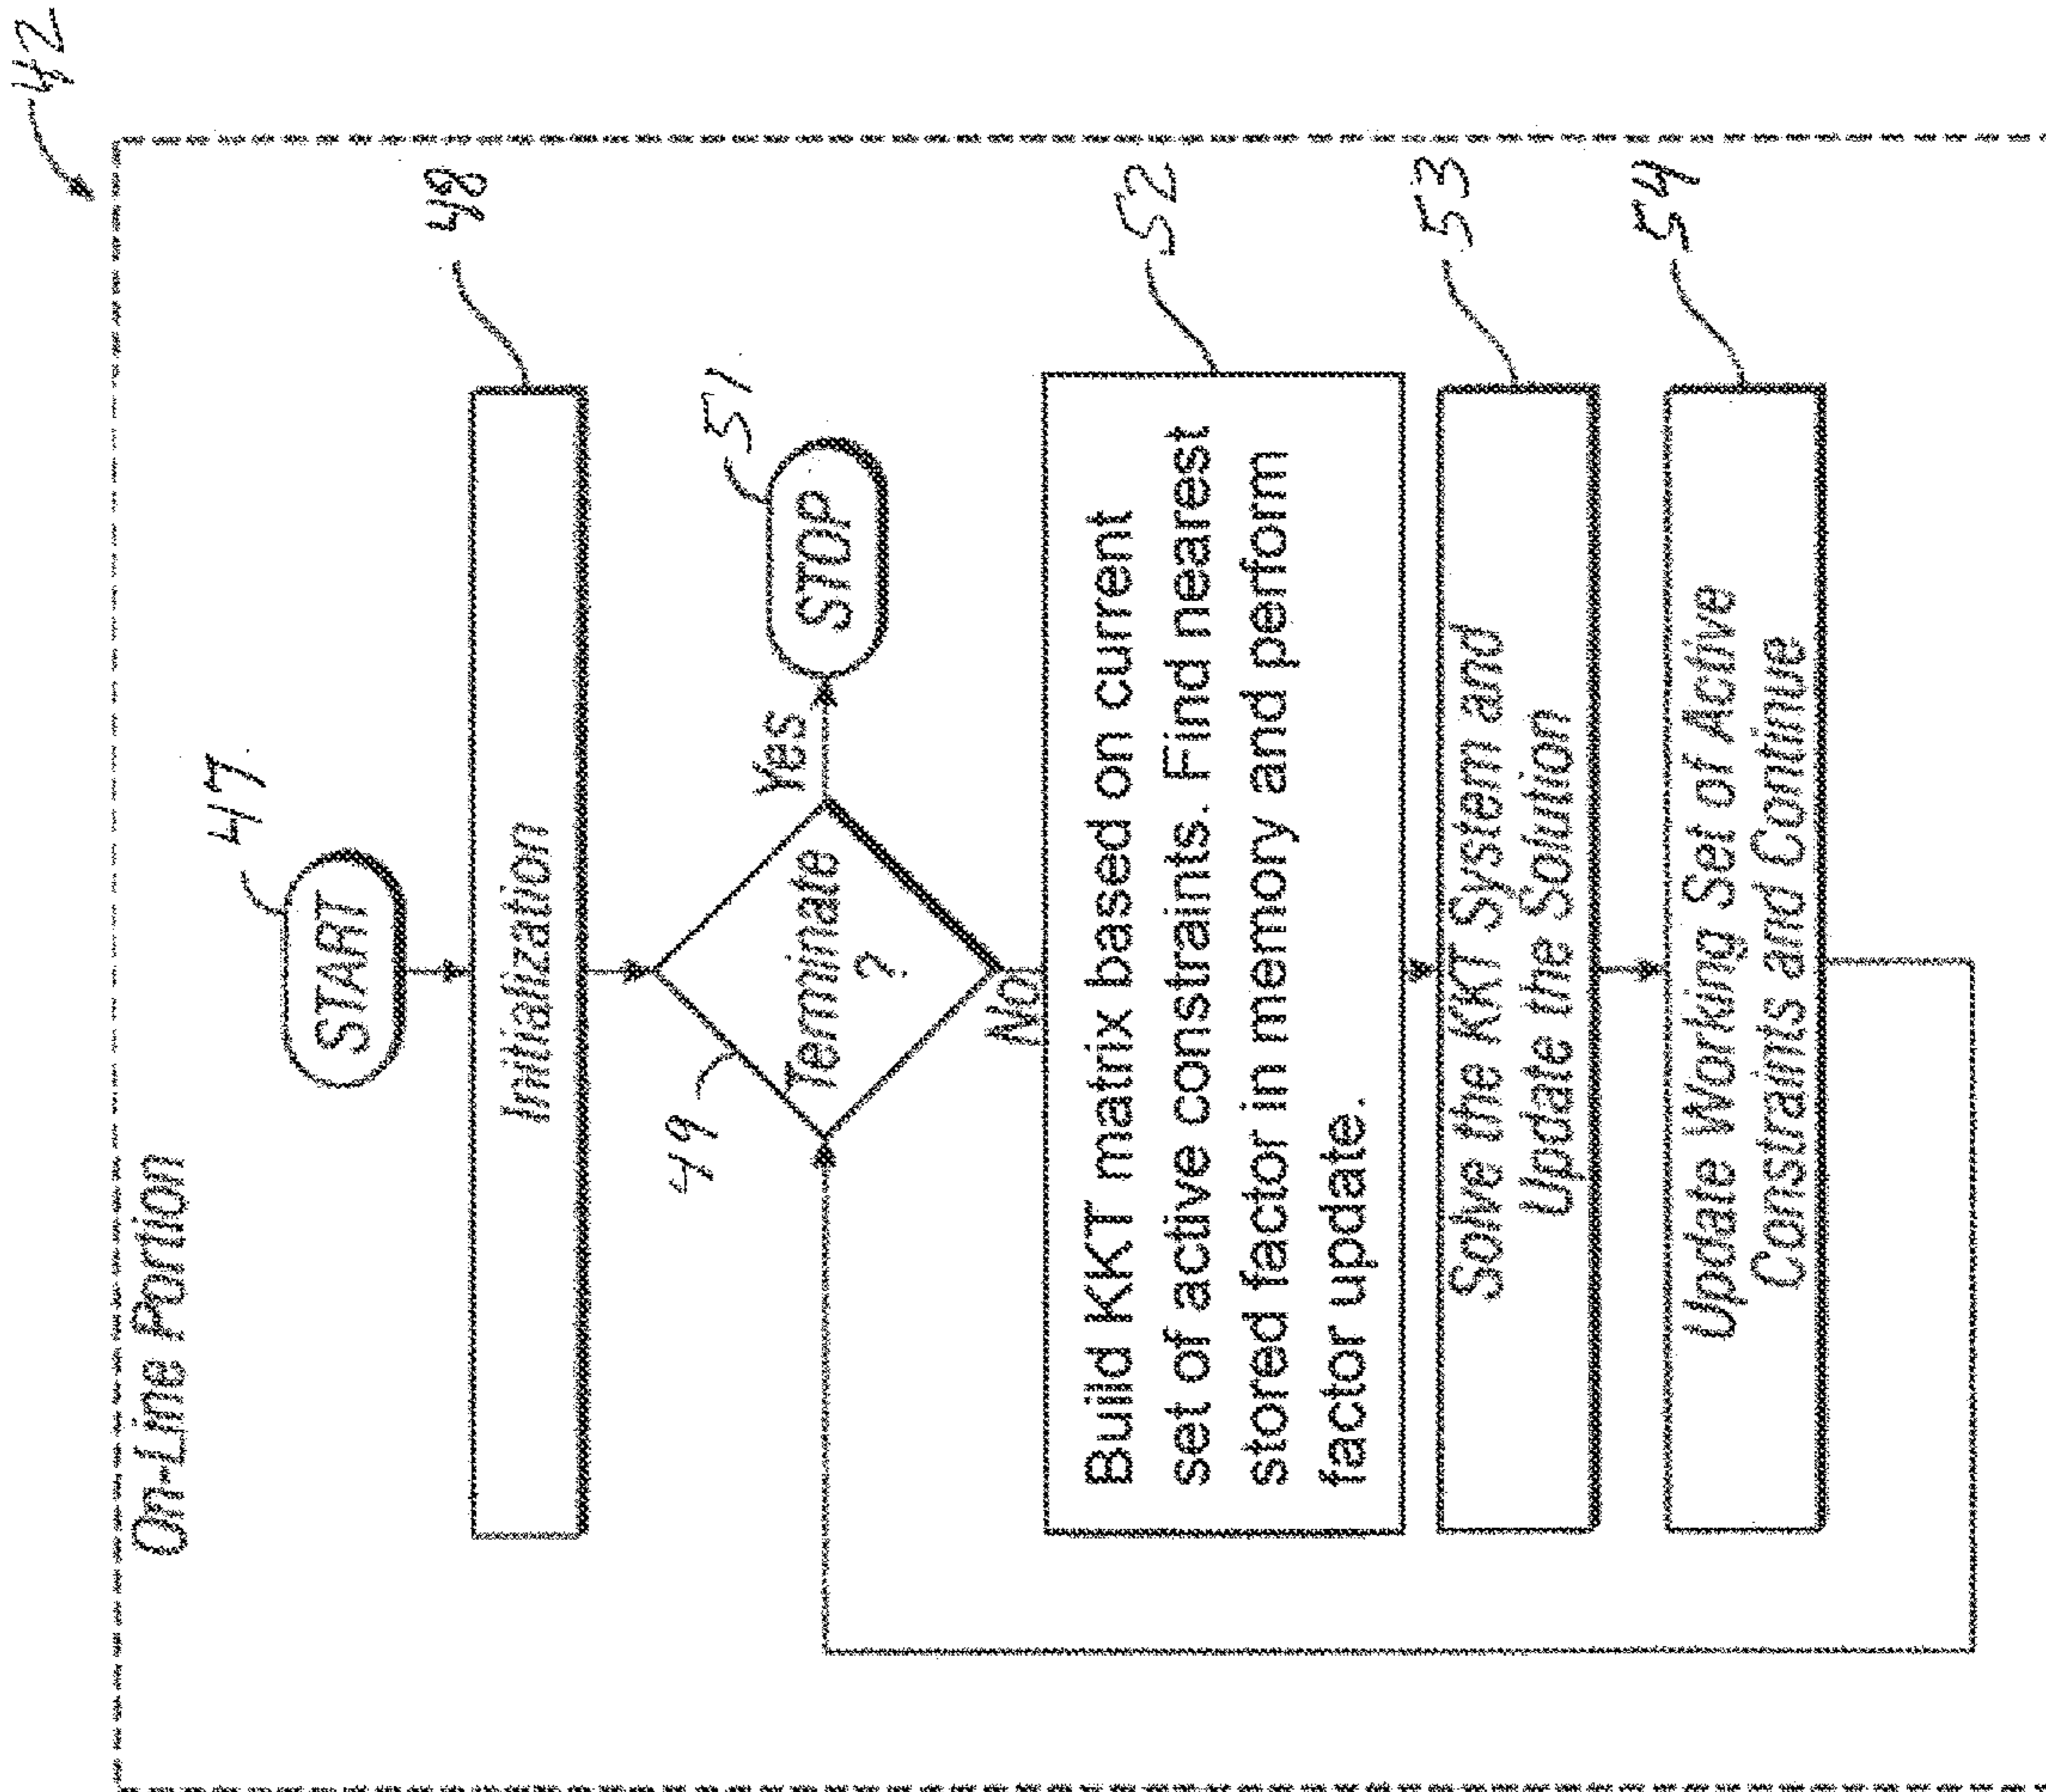 42
On-Line Portion
47
START
48
Initialization
49
Terminate
?
Yes
51
STOP
No
52
Build KKT matrix based on current
set of active constraints. Find nearest
stored factor in memory and perform
factor update.
53
Solve the KKT System and
Update the Solution
54
Update Working Set of Active
Constraints and Continue